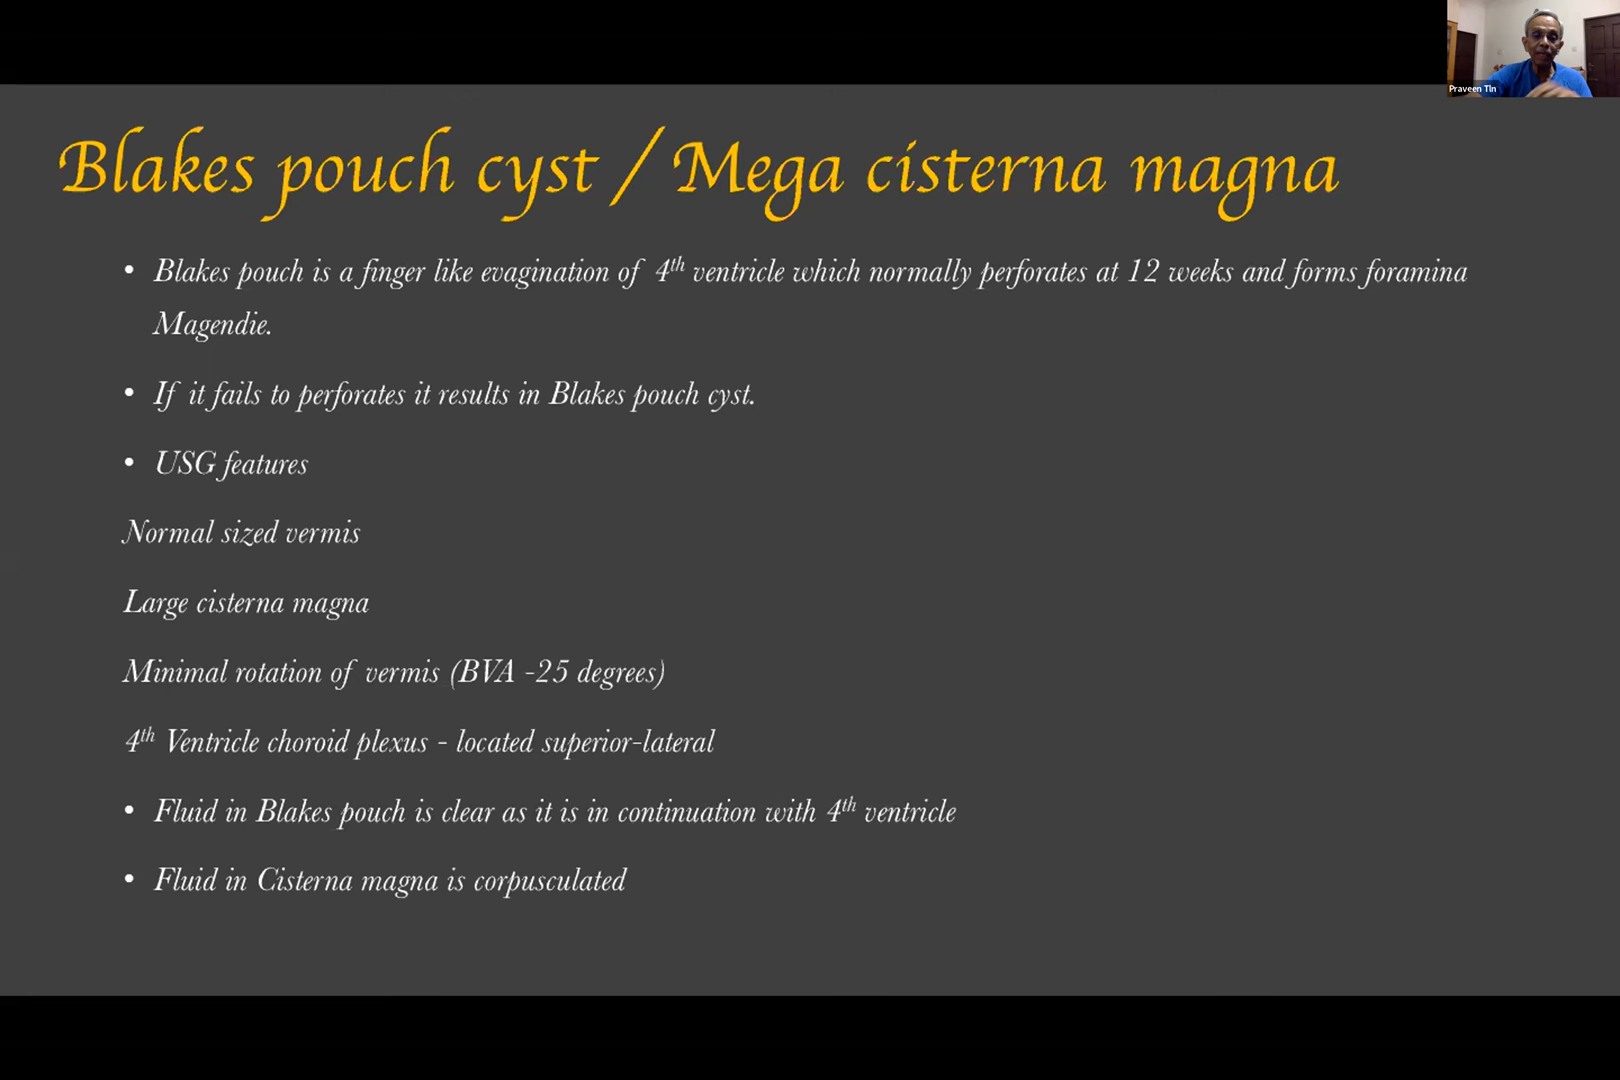 Praveen Tln
Blakes pouch cyst / Mega cisterna magna
• Blakes pouch is a finger like evagination of 4th ventricle which normally perforates at 12 weeks and forms foramina
Magendie.
• If it fails to perforates it results in Blakes pouch cyst.
• USG features
Normal sized vermis
Large cisterna magna
Minimal rotation of vermis (BVA -25 degrees)
4th Ventricle choroid plexus - located superior-lateral
• Fluid in Blakes pouch is clear as it is in continuation with 4th ventricle
• Fluid in Cisterna magna is corpusculated